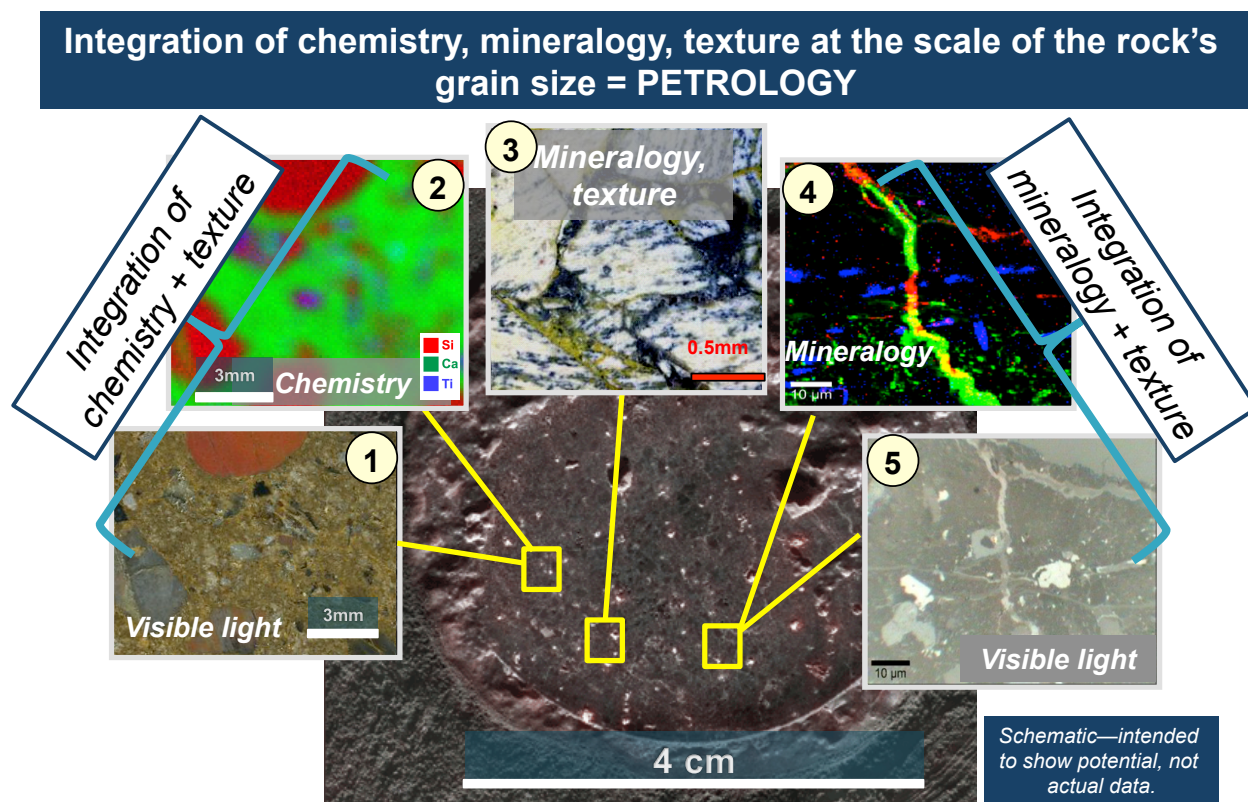 Integration of chemistry, mineralogy, texture at the scale of the rock's
grain size = PETROLOGY
Integration of
chemistry + texture
2
Si
Ca
Ti
3mm
Chemistry
3
Mineralogy,
texture
0.5mm
4
Mineralogy
10 µm
Integration of
mineralogy + texture
1
3mm
Visible light
5
10 µm
Visible light
4 cm
Schematic—intended
to show potential, not
actual data.